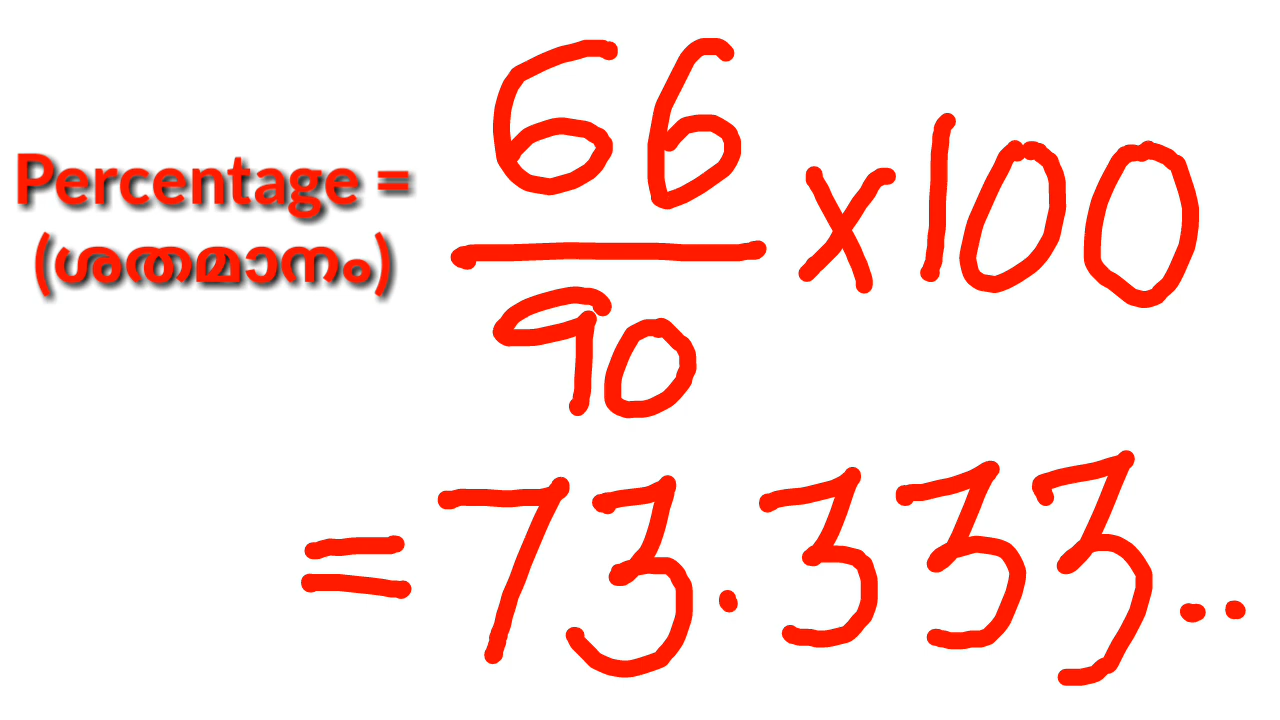 Percentage =
(ശതമാനം)
66
90
x100
= 73.333..